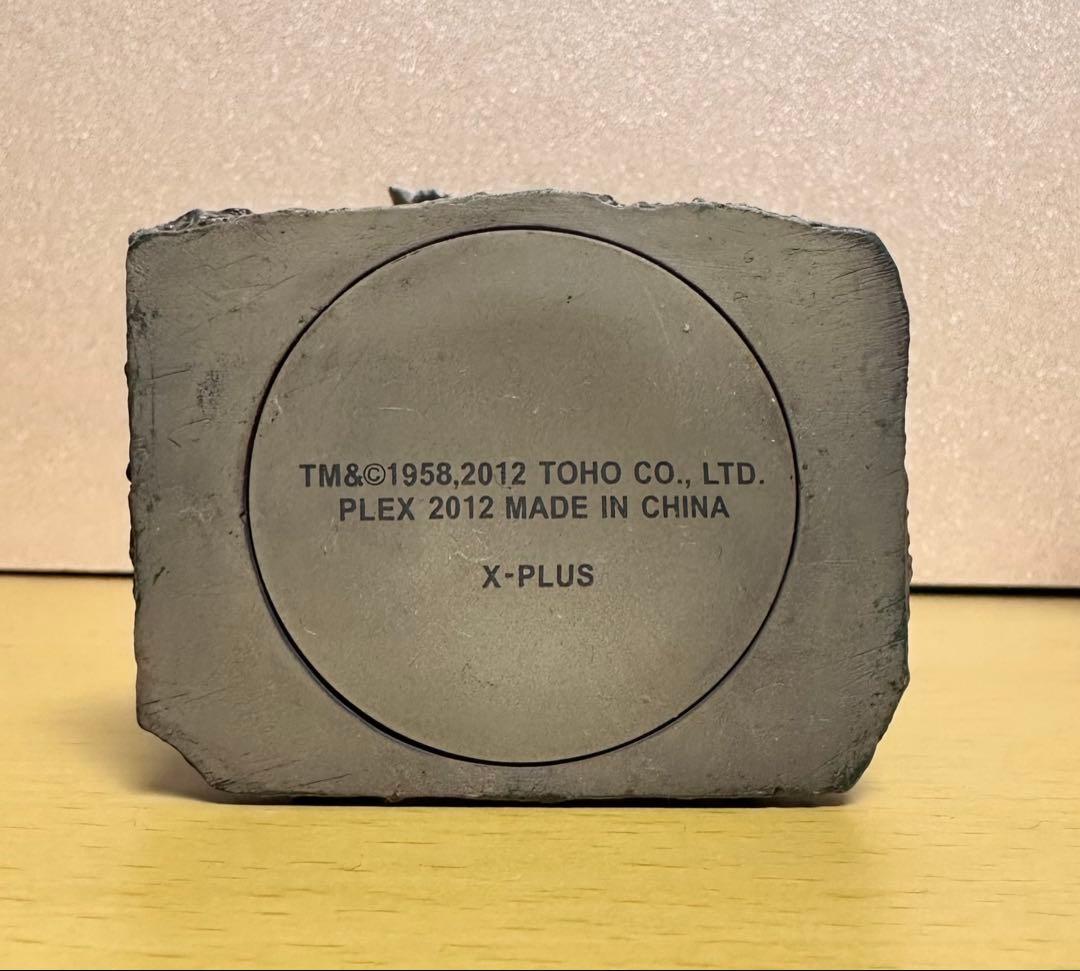 TM&©1958,2012 TOHO CO., LTD.
PLEX 2012 MADE IN CHINA
X-PLUS